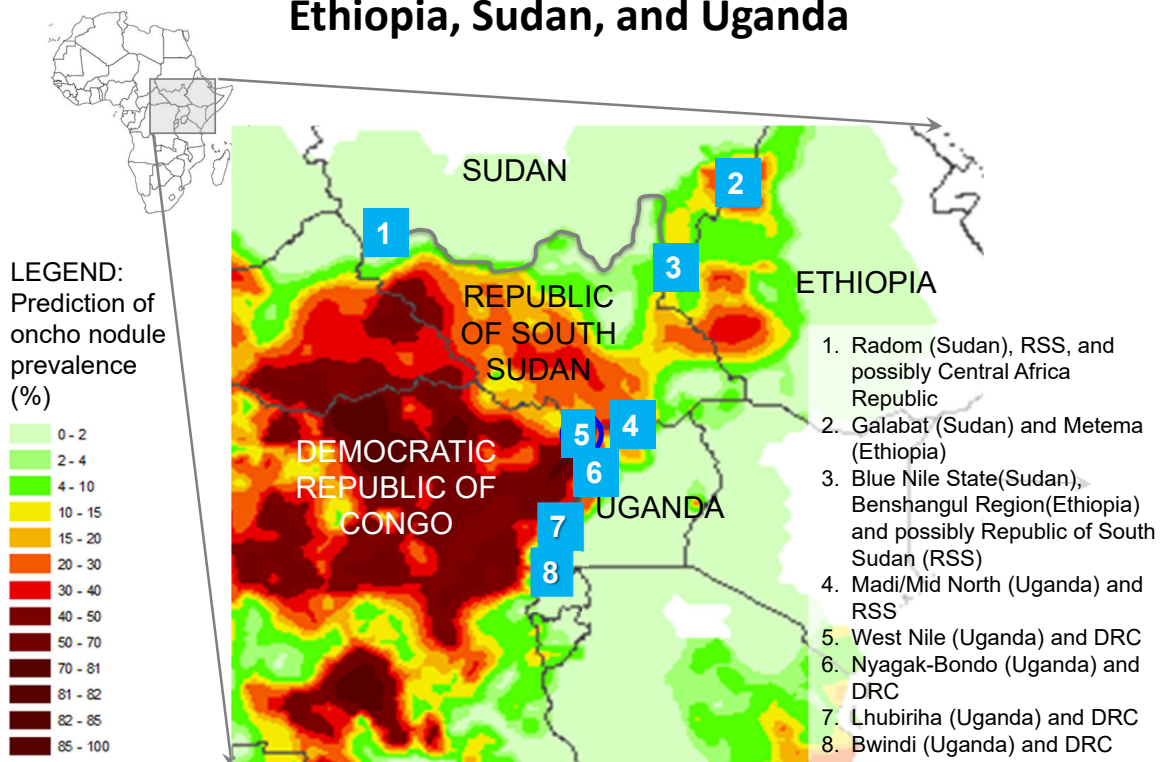 Ethiopia, Sudan, and Uganda
SUDAN
1
2
3
ETHIOPIA
REPUBLIC
OF SOUTH
SUDAN
LEGEND:
Prediction of
oncho nodule
prevalence
(%)
0 - 2
2 - 4
4 - 10
10 - 15
15 - 20
20 - 30
30 - 40
40 - 50
50 - 70
70 - 81
81 - 82
82 - 85
85 - 100
DEMOCRATIC
REPUBLIC OF
CONGO
5
4
6
UGANDA
7
8
1. Radom (Sudan), RSS, and
possibly Central Africa
Republic
2. Galabat (Sudan) and Metema
(Ethiopia)
3. Blue Nile State(Sudan),
Benshangul Region(Ethiopia)
and possibly Republic of South
Sudan (RSS)
4. Madi/Mid North (Uganda) and
RSS
5. West Nile (Uganda) and DRC
6. Nyagak-Bondo (Uganda) and
DRC
7. Lhubiriha (Uganda) and DRC
8. Bwindi (Uganda) and DRC